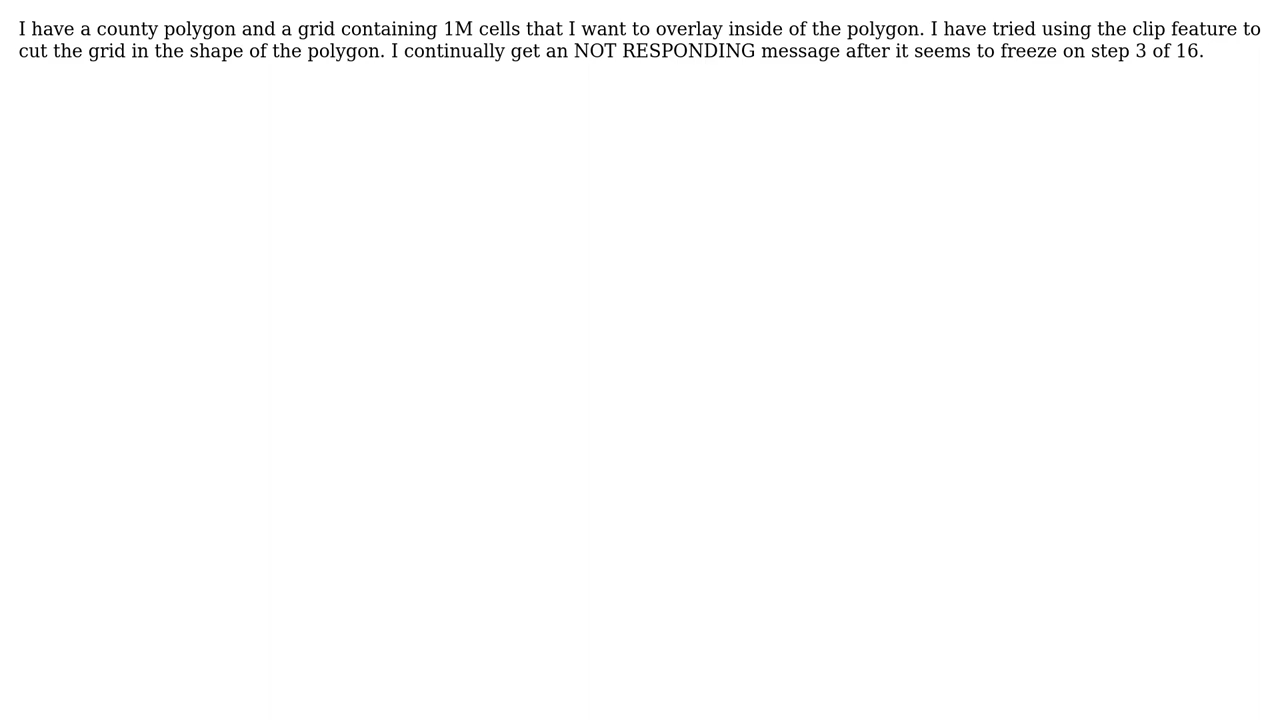 I have a county polygon and a grid containing 1M cells that I want to overlay inside of the polygon. I have tried using the clip feature to
cut the grid in the shape of the polygon. I continually get an NOT RESPONDING message after it seems to freeze on step 3 of 16.